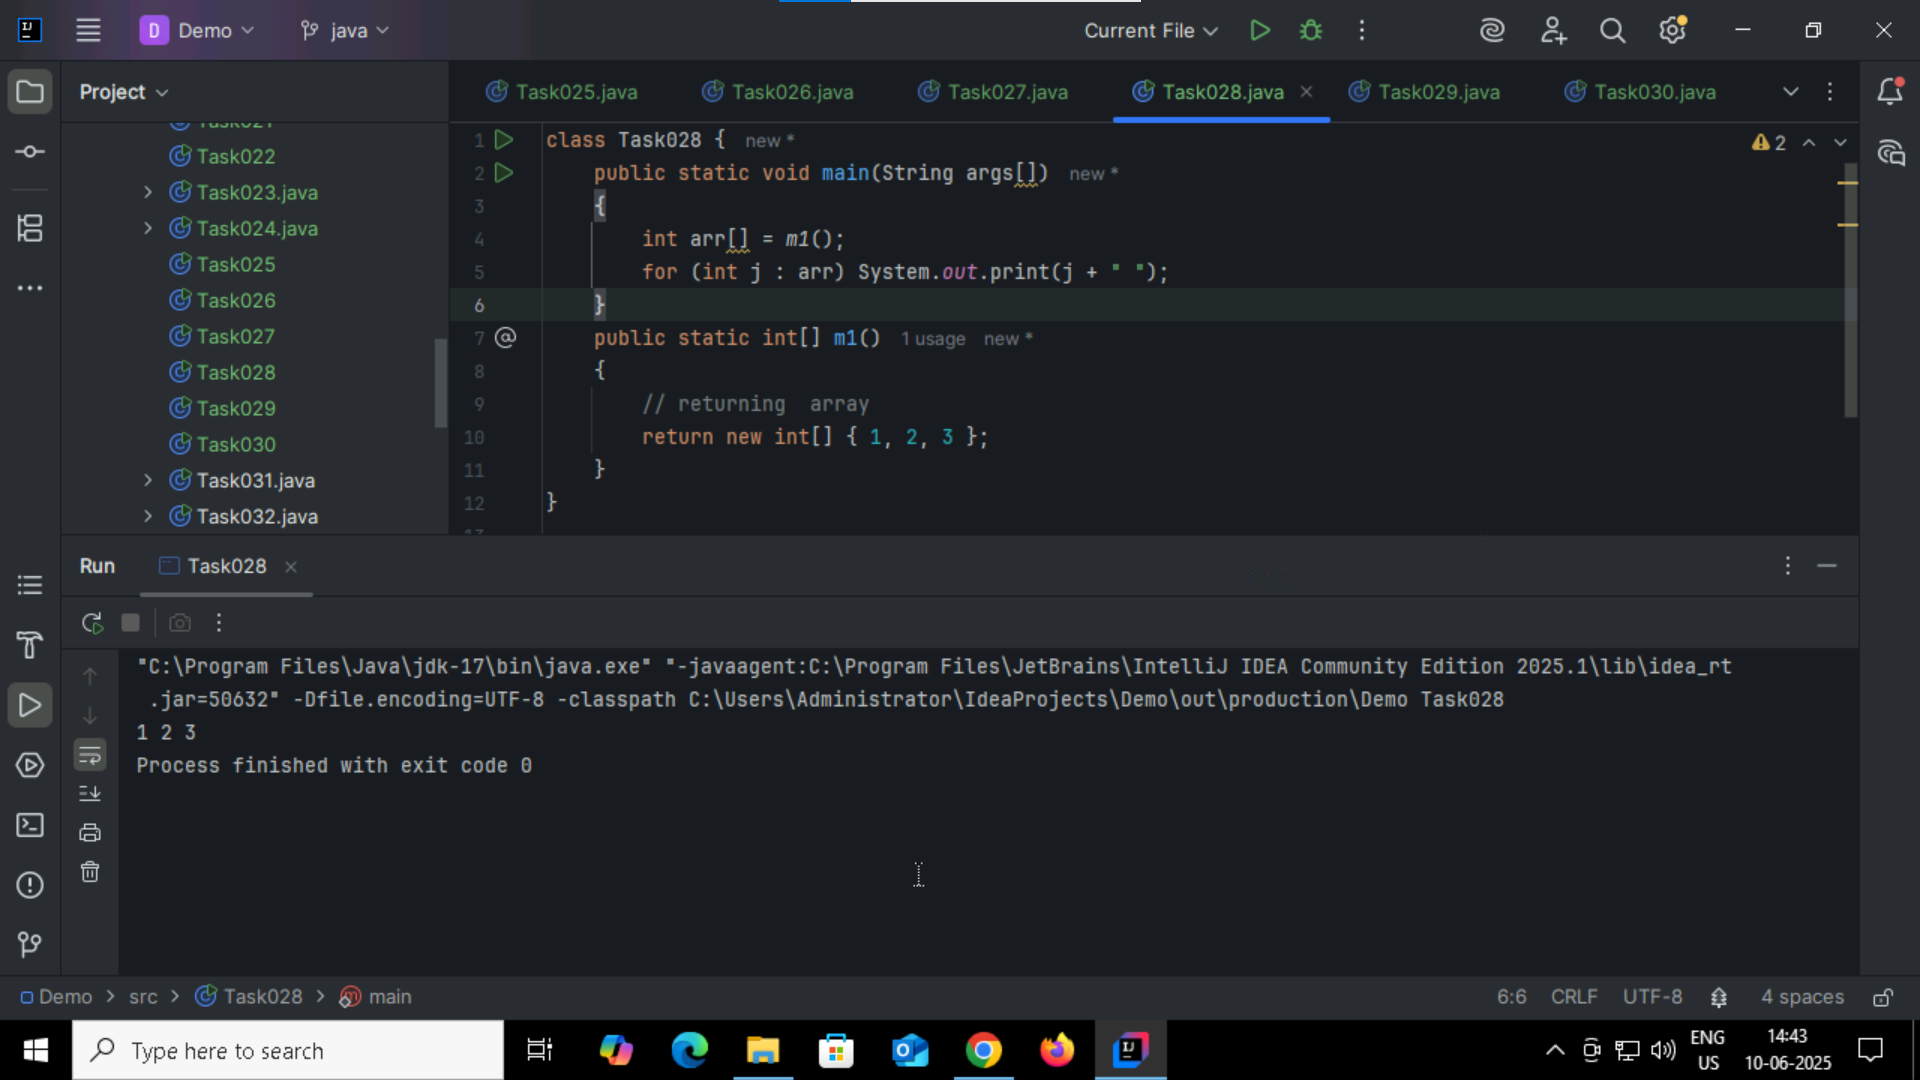 D Demo java Current File
Project
Task025.java Task026.java Task027.java Task028.java Task029.java Task030.java
Task022
Task023.java
Task024.java
Task025
Task026
Task027
Task028
Task029
Task030
Task031.java
Task032.java
1 class Task028 { new *
2 public static void main(String args[]) new *
3 {
4 int arr[] = m1();
5 for (int j : arr) System.out.print(j + " ");
6 }
7 @ public static int[] m1() 1 usage new *
8 {
9 // returning  array
10 return new int[] { 1, 2, 3 };
11 }
12 }
2
Run Task028
"C:\Program Files\Java\jdk-17\bin\java.exe" "-javaagent:C:\Program Files\JetBrains\IntelliJ IDEA Community Edition 2025.1\lib\idea_rt
.jar=50632" -Dfile.encoding=UTF-8 -classpath C:\Users\Administrator\IdeaProjects\Demo\out\production\Demo Task028
1 2 3
Process finished with exit code 0
Demo > src > Task028 > main 6:6 CRLF UTF-8 4 spaces
Type here to search
ENG
US
14:43
10-06-2025